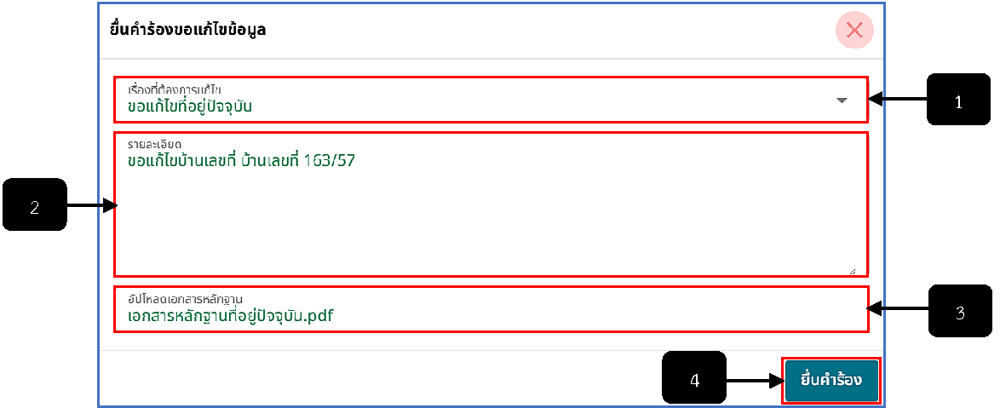 ยื่นคำร้องขอแก้ไขข้อมูล
เรื่องที่ต้องการแก้ไข
ขอแก้ไขที่อยู่ปัจจุบัน
1
รายละเอียด
ขอแก้ไขบ้านเลขที่ บ้านเลขที่ 163/57
2
อัปโหลดเอกสารหลักฐาน
เอกสารหลักฐานที่อยู่ปัจจุบัน.pdf
3
4
ยื่นคำร้อง